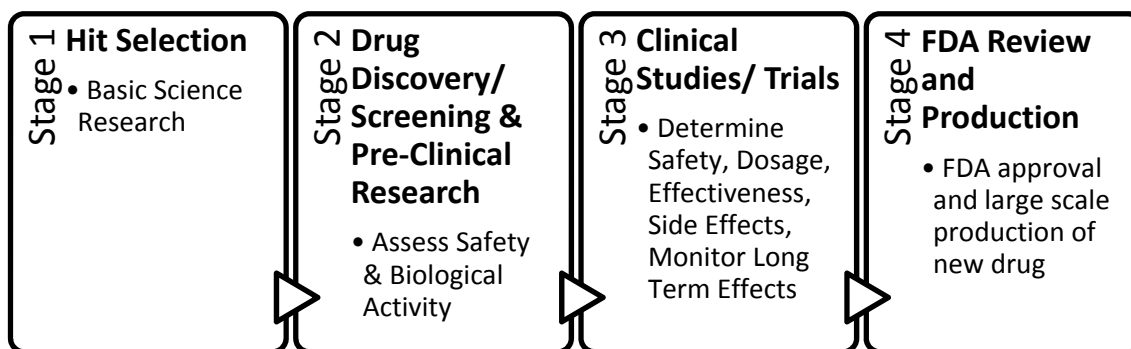 Stage 1
Hit Selection
• Basic Science
Research
Stage 2
Drug
Discovery/
Screening &
Pre-Clinical
Research
• Assess Safety
& Biological
Activity
Stage 3
Clinical
Studies/ Trials
• Determine
Safety, Dosage,
Effectiveness,
Side Effects,
Monitor Long
Term Effects
Stage 4
FDA Review
and
Production
• FDA approval
and large scale
production of
new drug